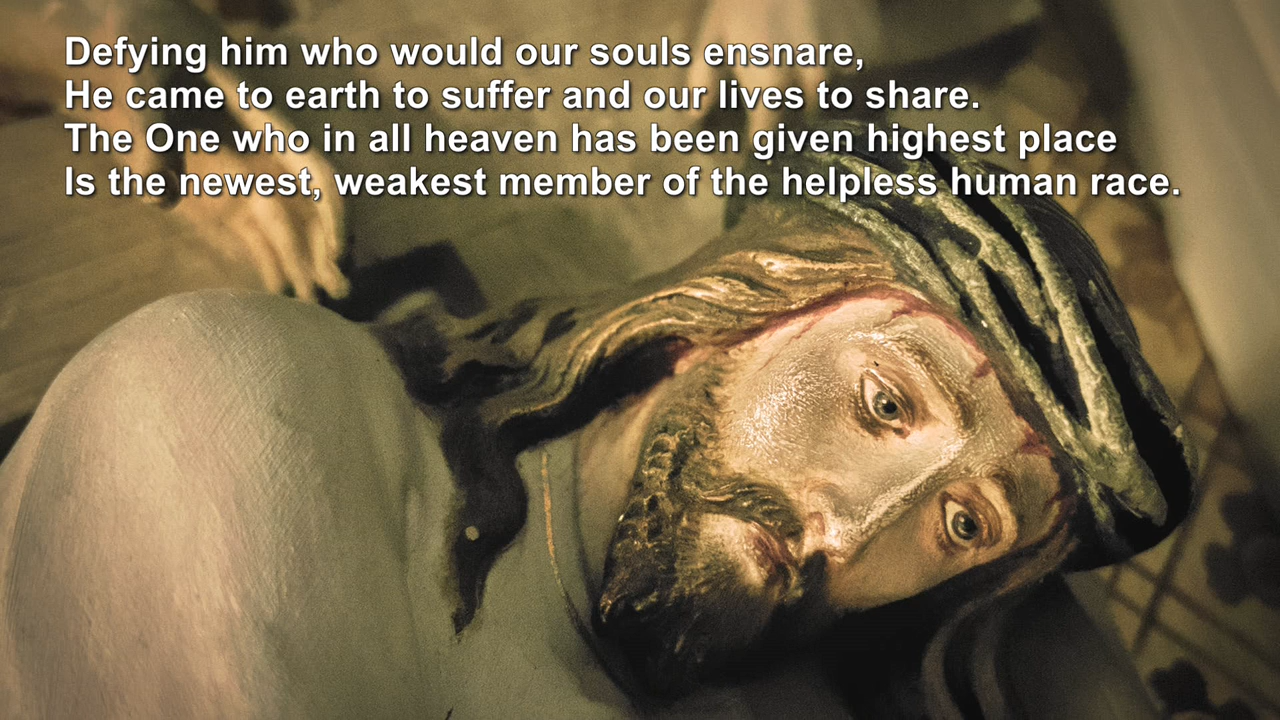 Defying him who would our souls ensnare,
He came to earth to suffer and our lives to share.
The One who in all heaven has been given highest place
Is the newest, weakest member of the helpless human race.